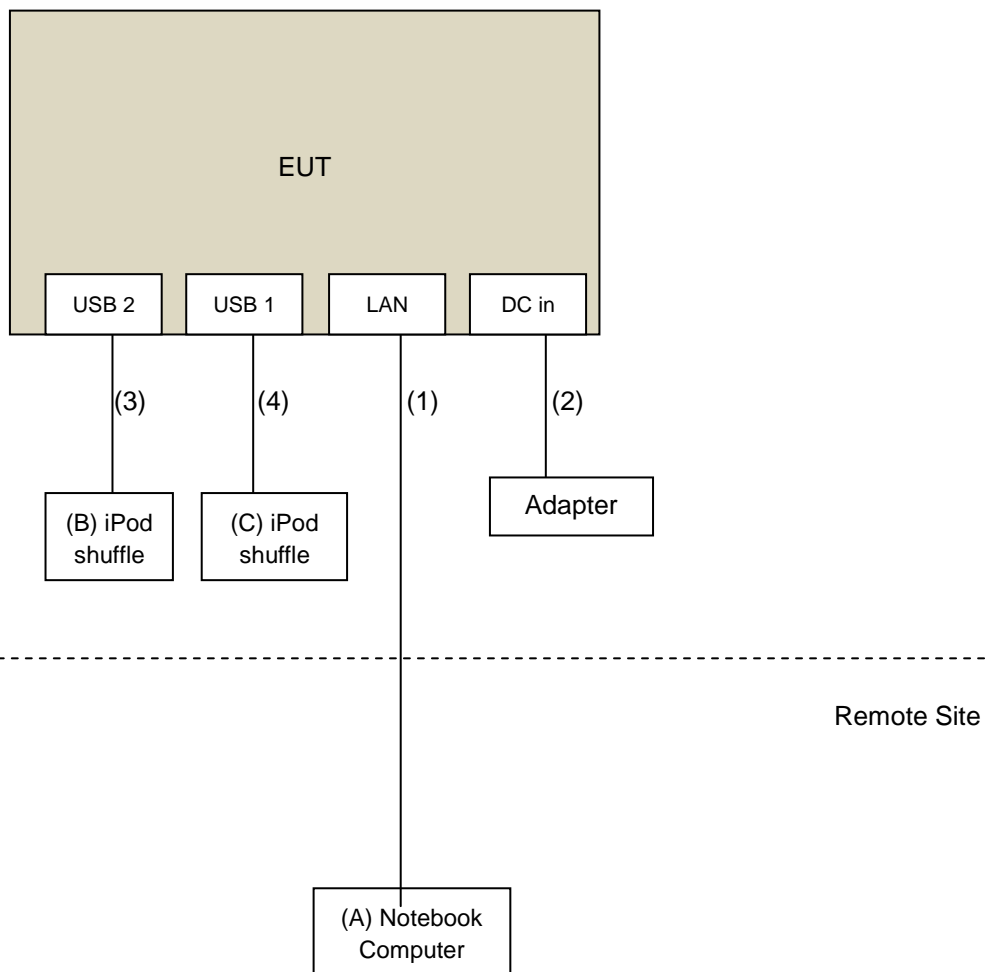 EUT
USB 2
USB 1
LAN
DC in
(3)
(4)
(1)
(2)
(B) iPod
shuffle
(C) iPod
shuffle
Adapter
Remote Site
(A) Notebook
Computer